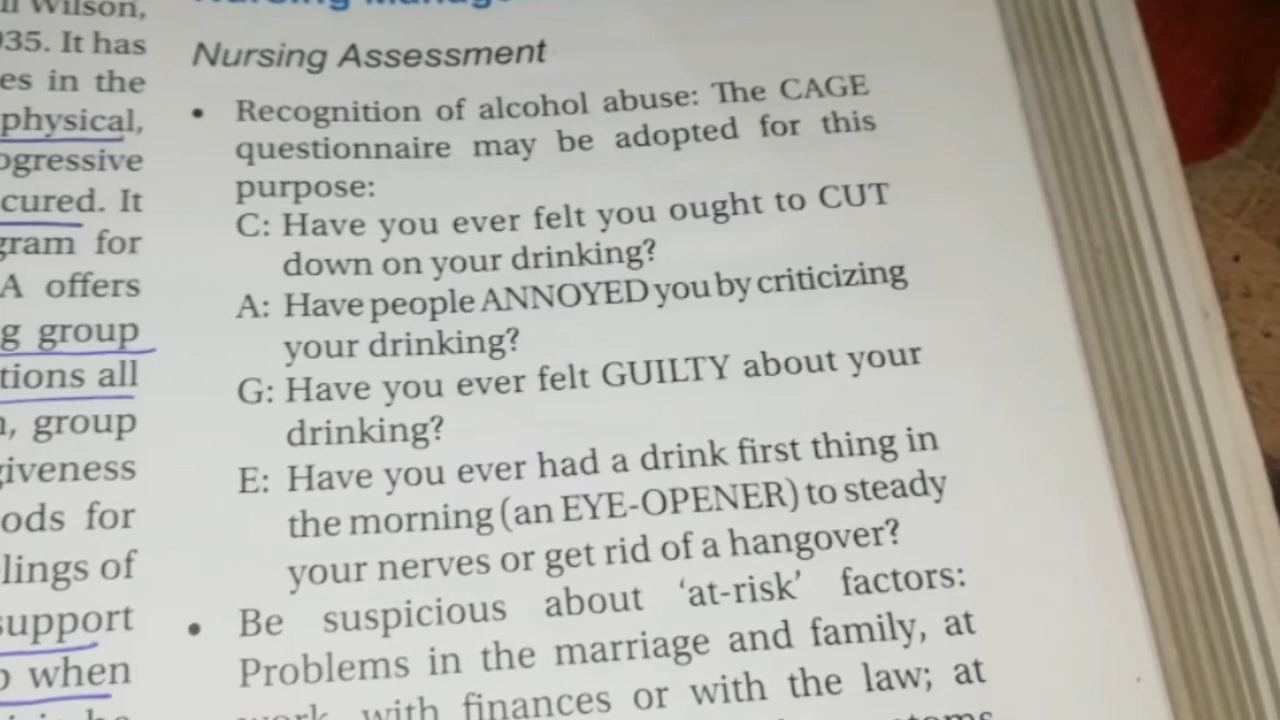 Wilson,
935. It has
es in the
physical,
ogressive
cured. It
gram for
A offers
g group
tions all
, group
giveness
ods for
lings of
support
when
Nursing
Nursing Assessment
• Recognition of alcohol abuse: The CAGE
questionnaire may be adopted for this
purpose:
C: Have you ever felt you ought to CUT
down on your drinking?
A: Have people ANNOYED you by criticizing
your drinking?
G: Have you ever felt GUILTY about your
drinking?
E: Have you ever had a drink first thing in
the morning (an EYE-OPENER) to steady
your nerves or get rid of a hangover?
• Be suspicious about ‘at-risk’ factors:
Problems in the marriage and family, at
work, with finances or with the law; at